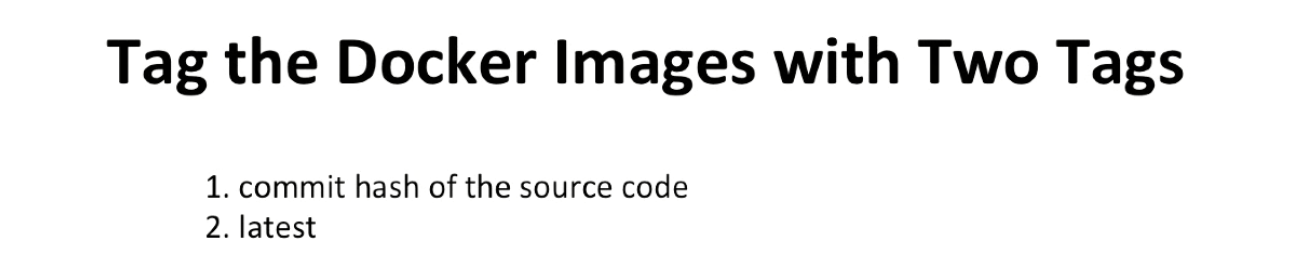 Tag the Docker Images with Two Tags
1. commit hash of the source code
2. latest